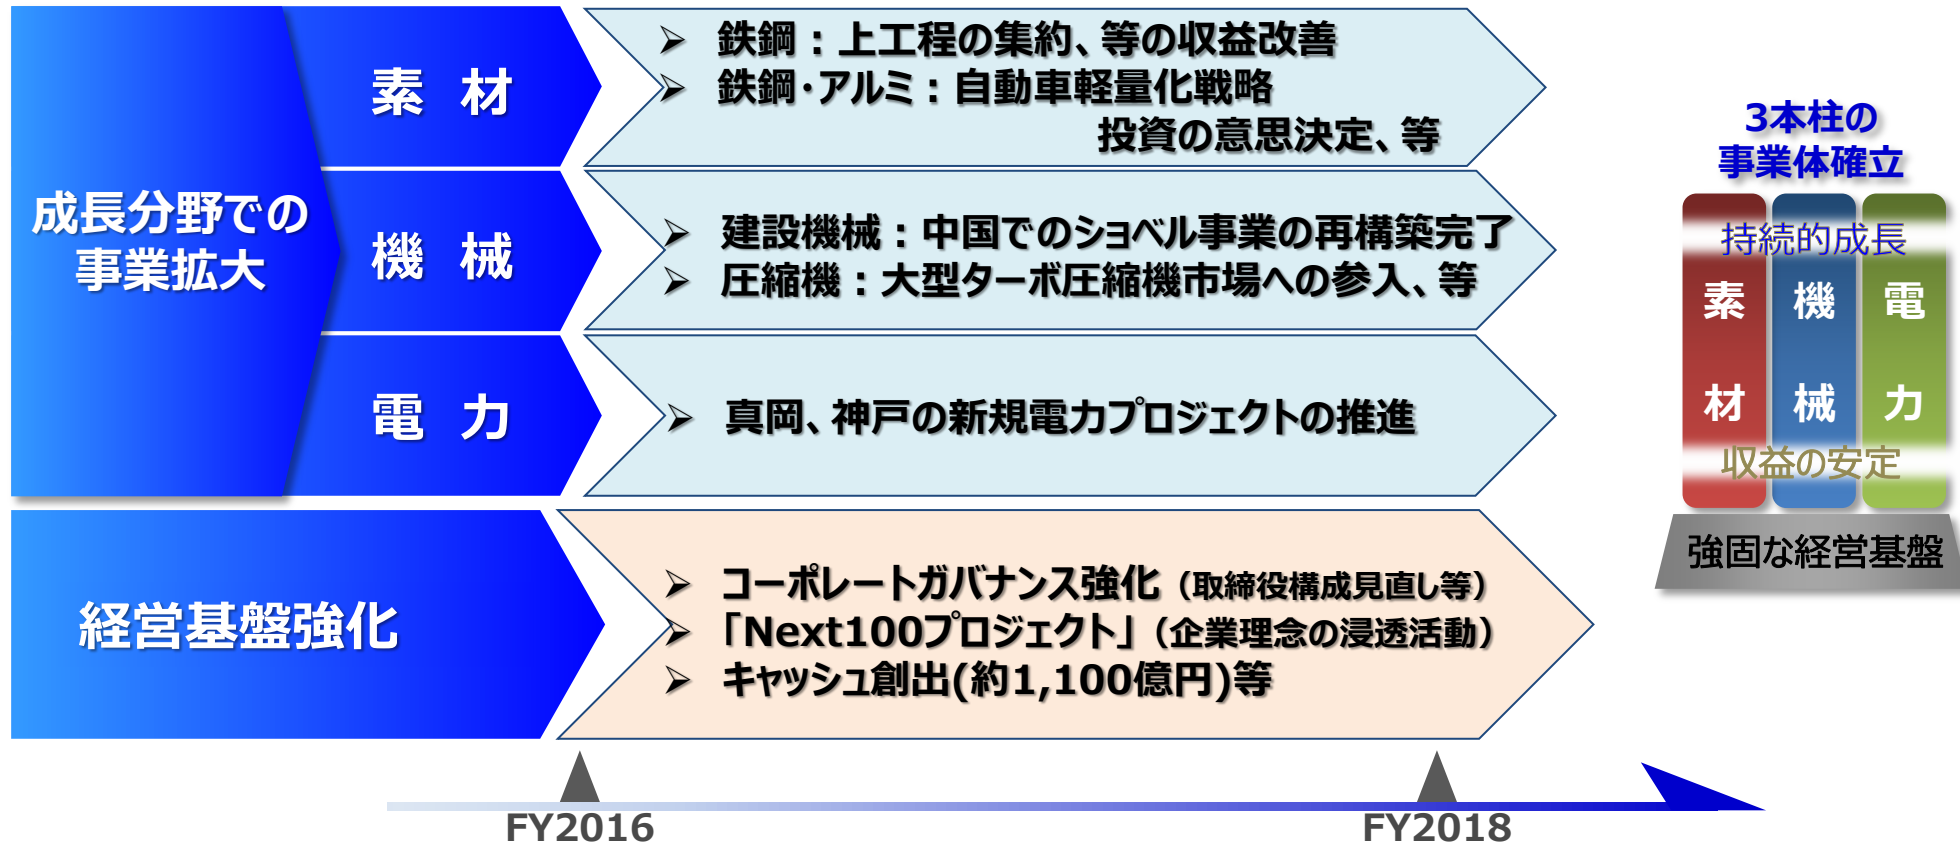 成長分野での
事業拡大
素 材
➢ 鉄鋼：上工程の集約、等の収益改善
➢ 鉄鋼・アルミ：自動車軽量化戦略
投資の意思決定、等
機 械
➢ 建設機械：中国でのショベル事業の再構築完了
➢ 圧縮機：大型ターボ圧縮機市場への参入、等
電 力
➢ 真岡、神戸の新規電力プロジェクトの推進
経営基盤強化
➢ コーポレートガバナンス強化（取締役構成見直し等）
➢ 「Next100プロジェクト」（企業理念の浸透活動）
➢ キャッシュ創出(約1,100億円)等
FY2016
FY2018
3本柱の
事業体確立
持続的成長
素材
機械
電力
収益の安定
強固な経営基盤